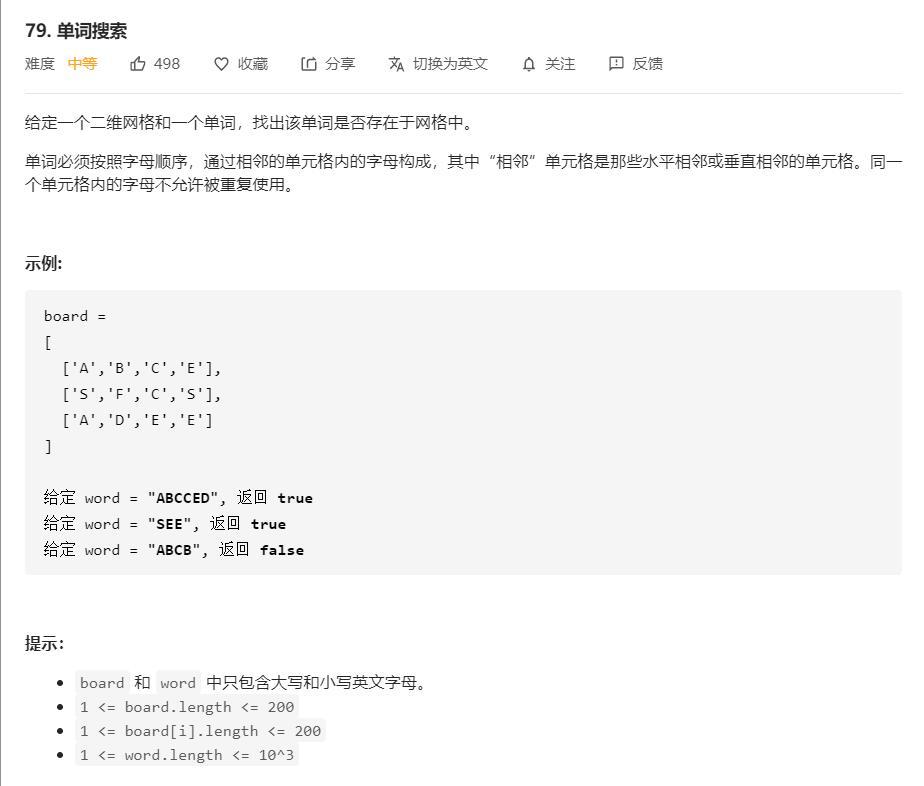 79. 单词搜索
难度 中等 498 收藏 分享 切换为英文 关注 反馈
给定一个二维网格和一个单词，找出该单词是否存在于网格中。
单词必须按照字母顺序，通过相邻的单元格内的字母构成，其中“相邻”单元格是那些水平相邻或垂直相邻的单元格。同一
个单元格内的字母不允许被重复使用。
示例:
board =
[
  ['A','B','C','E'],
  ['S','F','C','S'],
  ['A','D','E','E']
]
给定 word = "ABCCED", 返回 true
给定 word = "SEE", 返回 true
给定 word = "ABCB", 返回 false
提示：
• board 和 word 中只包含大写和小写英文字母。
• 1 <= board.length <= 200
• 1 <= board[i].length <= 200
• 1 <= word.length <= 10^3